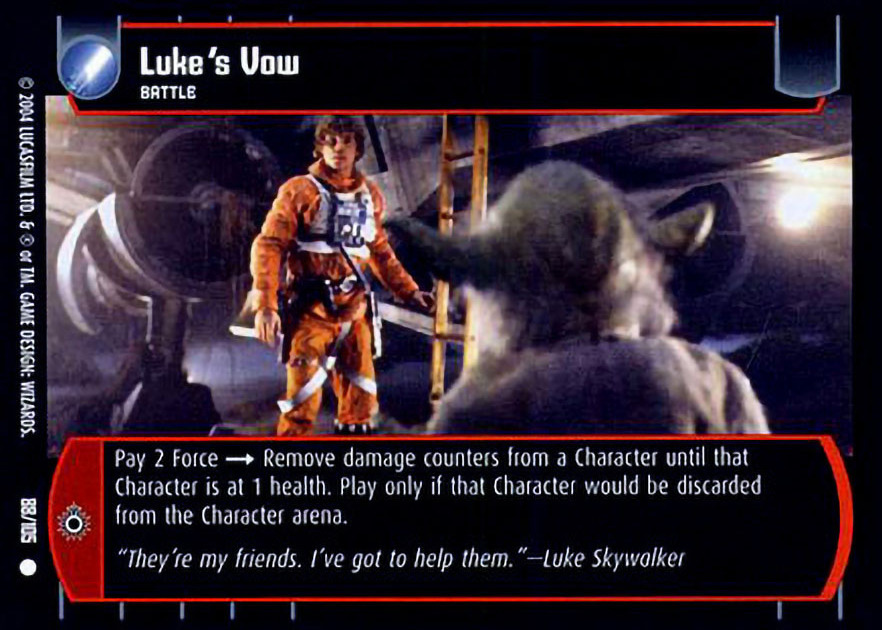 Luke's Vow
BATTLE
Pay 2 Force → Remove damage counters from a Character until that
Character is at 1 health. Play only if that Character would be discarded
from the Character arena.
"They're my friends. I've got to help them."—Luke Skywalker
© 2004 LUCASFILM LTD. & ® or TM. GAME DESIGN: WIZARDS.
88/105